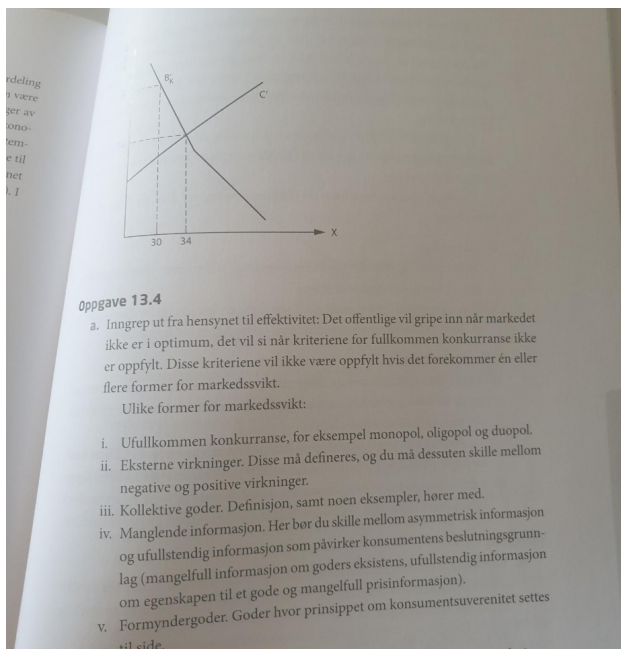 rdeling
n være
ger av
kono-
tem-
e til
net
). I
B'k
C'
X
30 34
Oppgave 13.4
a. Inngrep ut fra hensynet til effektivitet: Det offentlige vil gripe inn når markedet
ikke er i optimum, det vil si når kriteriene for fullkommen konkurranse ikke
er oppfylt. Disse kriteriene vil ikke være oppfylt hvis det forekommer én eller
flere former for markedssvikt.
Ulike former for markedssvikt:
i. Ufullkommen konkurranse, for eksempel monopol, oligopol og duopol.
ii. Eksterne virkninger. Disse må defineres, og du må dessuten skille mellom
negative og positive virkninger.
iii. Kollektive goder. Definisjon, samt noen eksempler, hører med.
iv. Manglende informasjon. Her bør du skille mellom asymmetrisk informasjon
og ufullstendig informasjon som påvirker konsumentens beslutningsgrunn-
lag (mangelfull informasjon om goders eksistens, ufullstendig informasjon
om egenskapen til et gode og mangelfull prisinformasjon).
v. Formyndergoder. Goder hvor prinsippet om konsumentsuverenitet settes
til side.